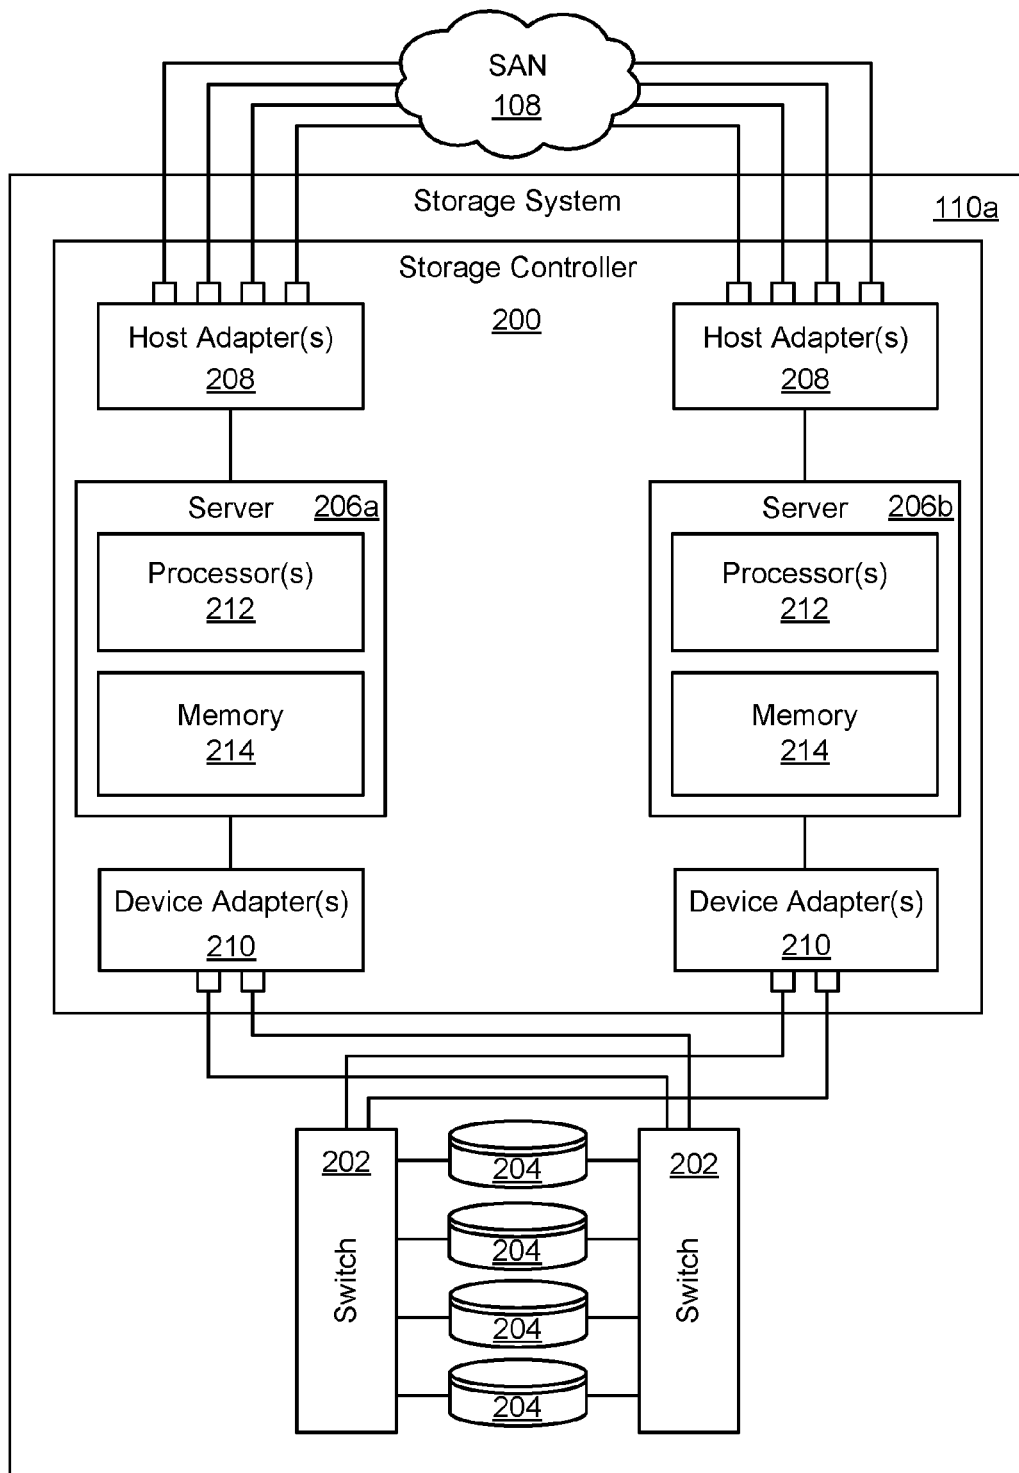 SAN
108
Storage System
110a
Storage Controller
200
Host Adapter(s)
208
Host Adapter(s)
208
Server
206a
Processor(s)
212
Memory
214
Server
206b
Processor(s)
212
Memory
214
Device Adapter(s)
210
Device Adapter(s)
210
202
Switch
204
204
204
204
202
Switch